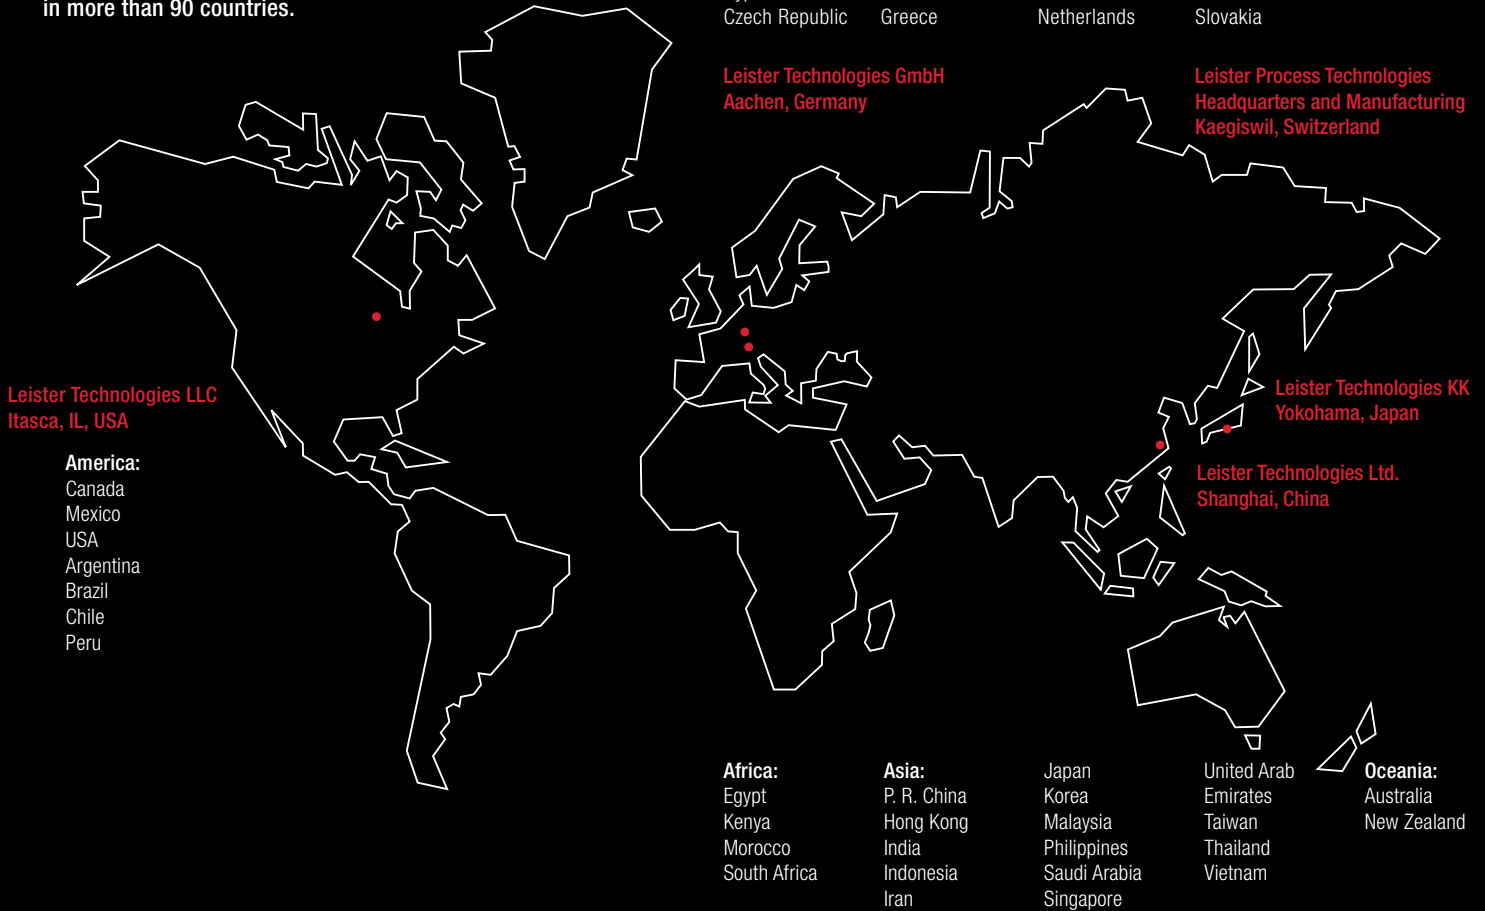 in more than 90 countries.
Czech Republic
Greece
Netherlands
Slovakia
Leister Technologies GmbH
Aachen, Germany
Leister Process Technologies
Headquarters and Manufacturing
Kaegiswil, Switzerland
Leister Technologies LLC
Itasca, IL, USA
America:
Canada
Mexico
USA
Argentina
Brazil
Chile
Peru
Leister Technologies KK
Yokohama, Japan
Leister Technologies Ltd.
Shanghai, China
Africa:
Egypt
Kenya
Morocco
South Africa
Asia:
P. R. China
Hong Kong
India
Indonesia
Iran
Japan
Korea
Malaysia
Philippines
Saudi Arabia
Singapore
United Arab
Emirates
Taiwan
Thailand
Vietnam
Oceania:
Australia
New Zealand